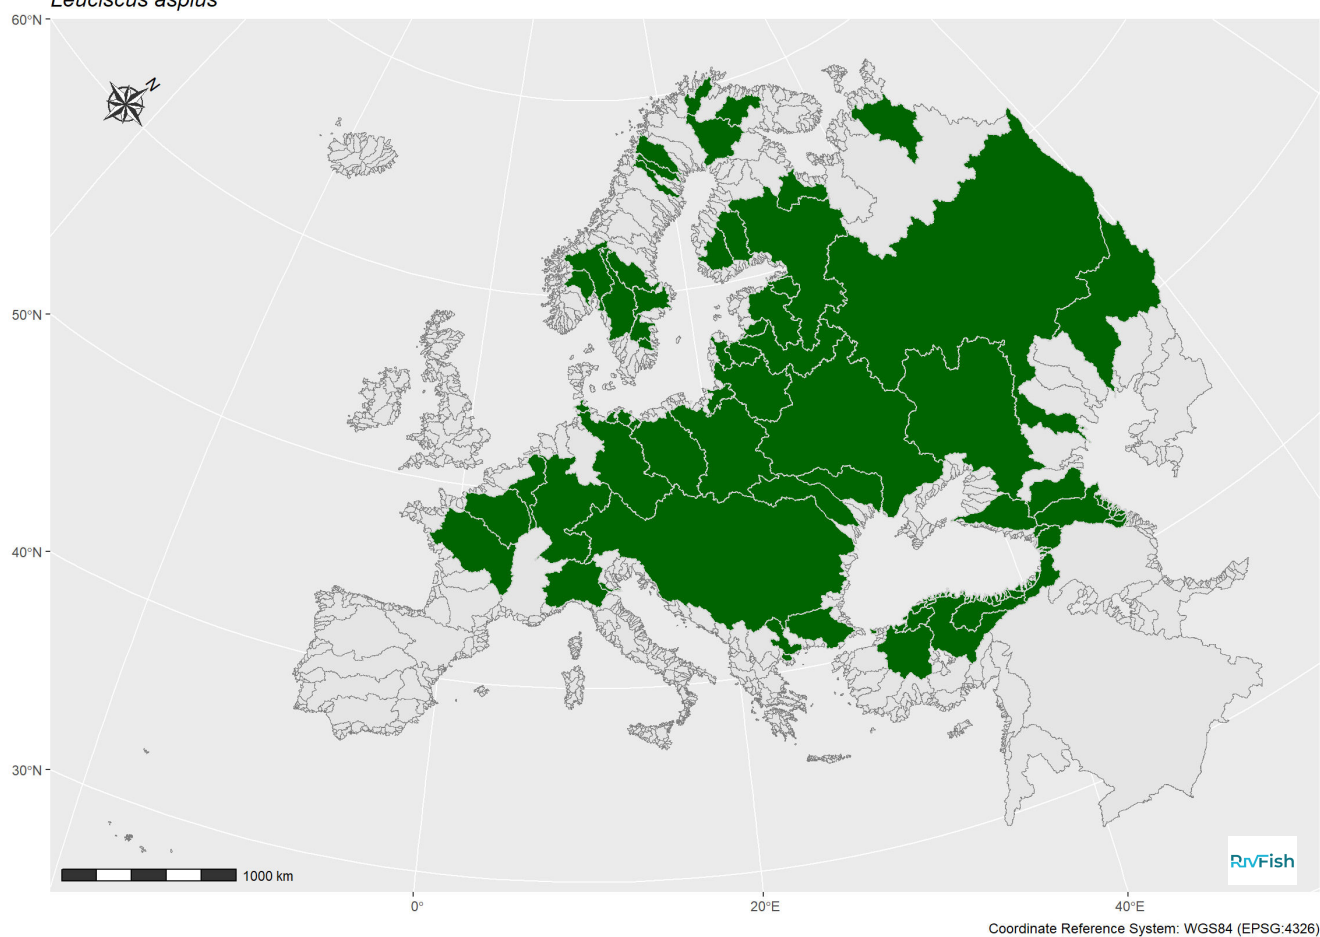 Leuciscus aspius
60°N
N
50°N
40°N
30°N
1000 km
RivFish
0°
20°E
40°E
Coordinate Reference System: WGS84 (EPSG:4326)